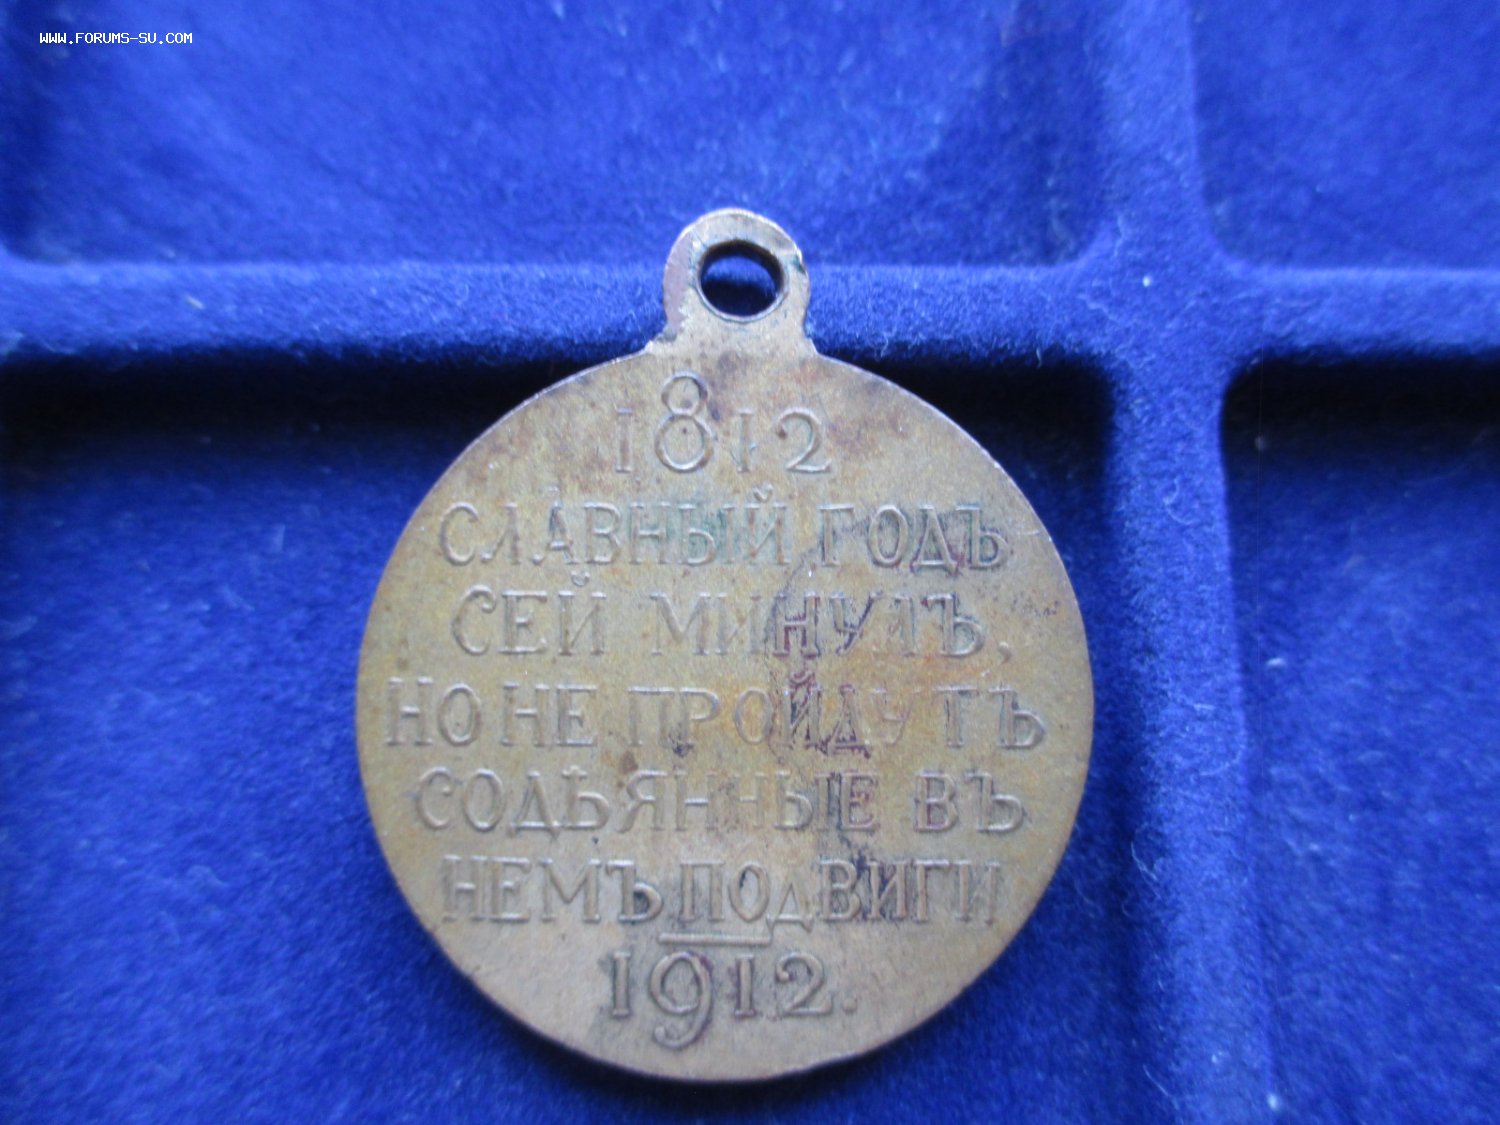 WWW.FORUMS-SU.COM
1812
СЛАВНЫЙ ГОДЪ
СЕЙ МИНУЛЪ,
НО НЕ ПРОЙДУТЪ
СОДѢЯННЫЕ ВЪ
НЕМЪ ПОДВИГИ
1912.